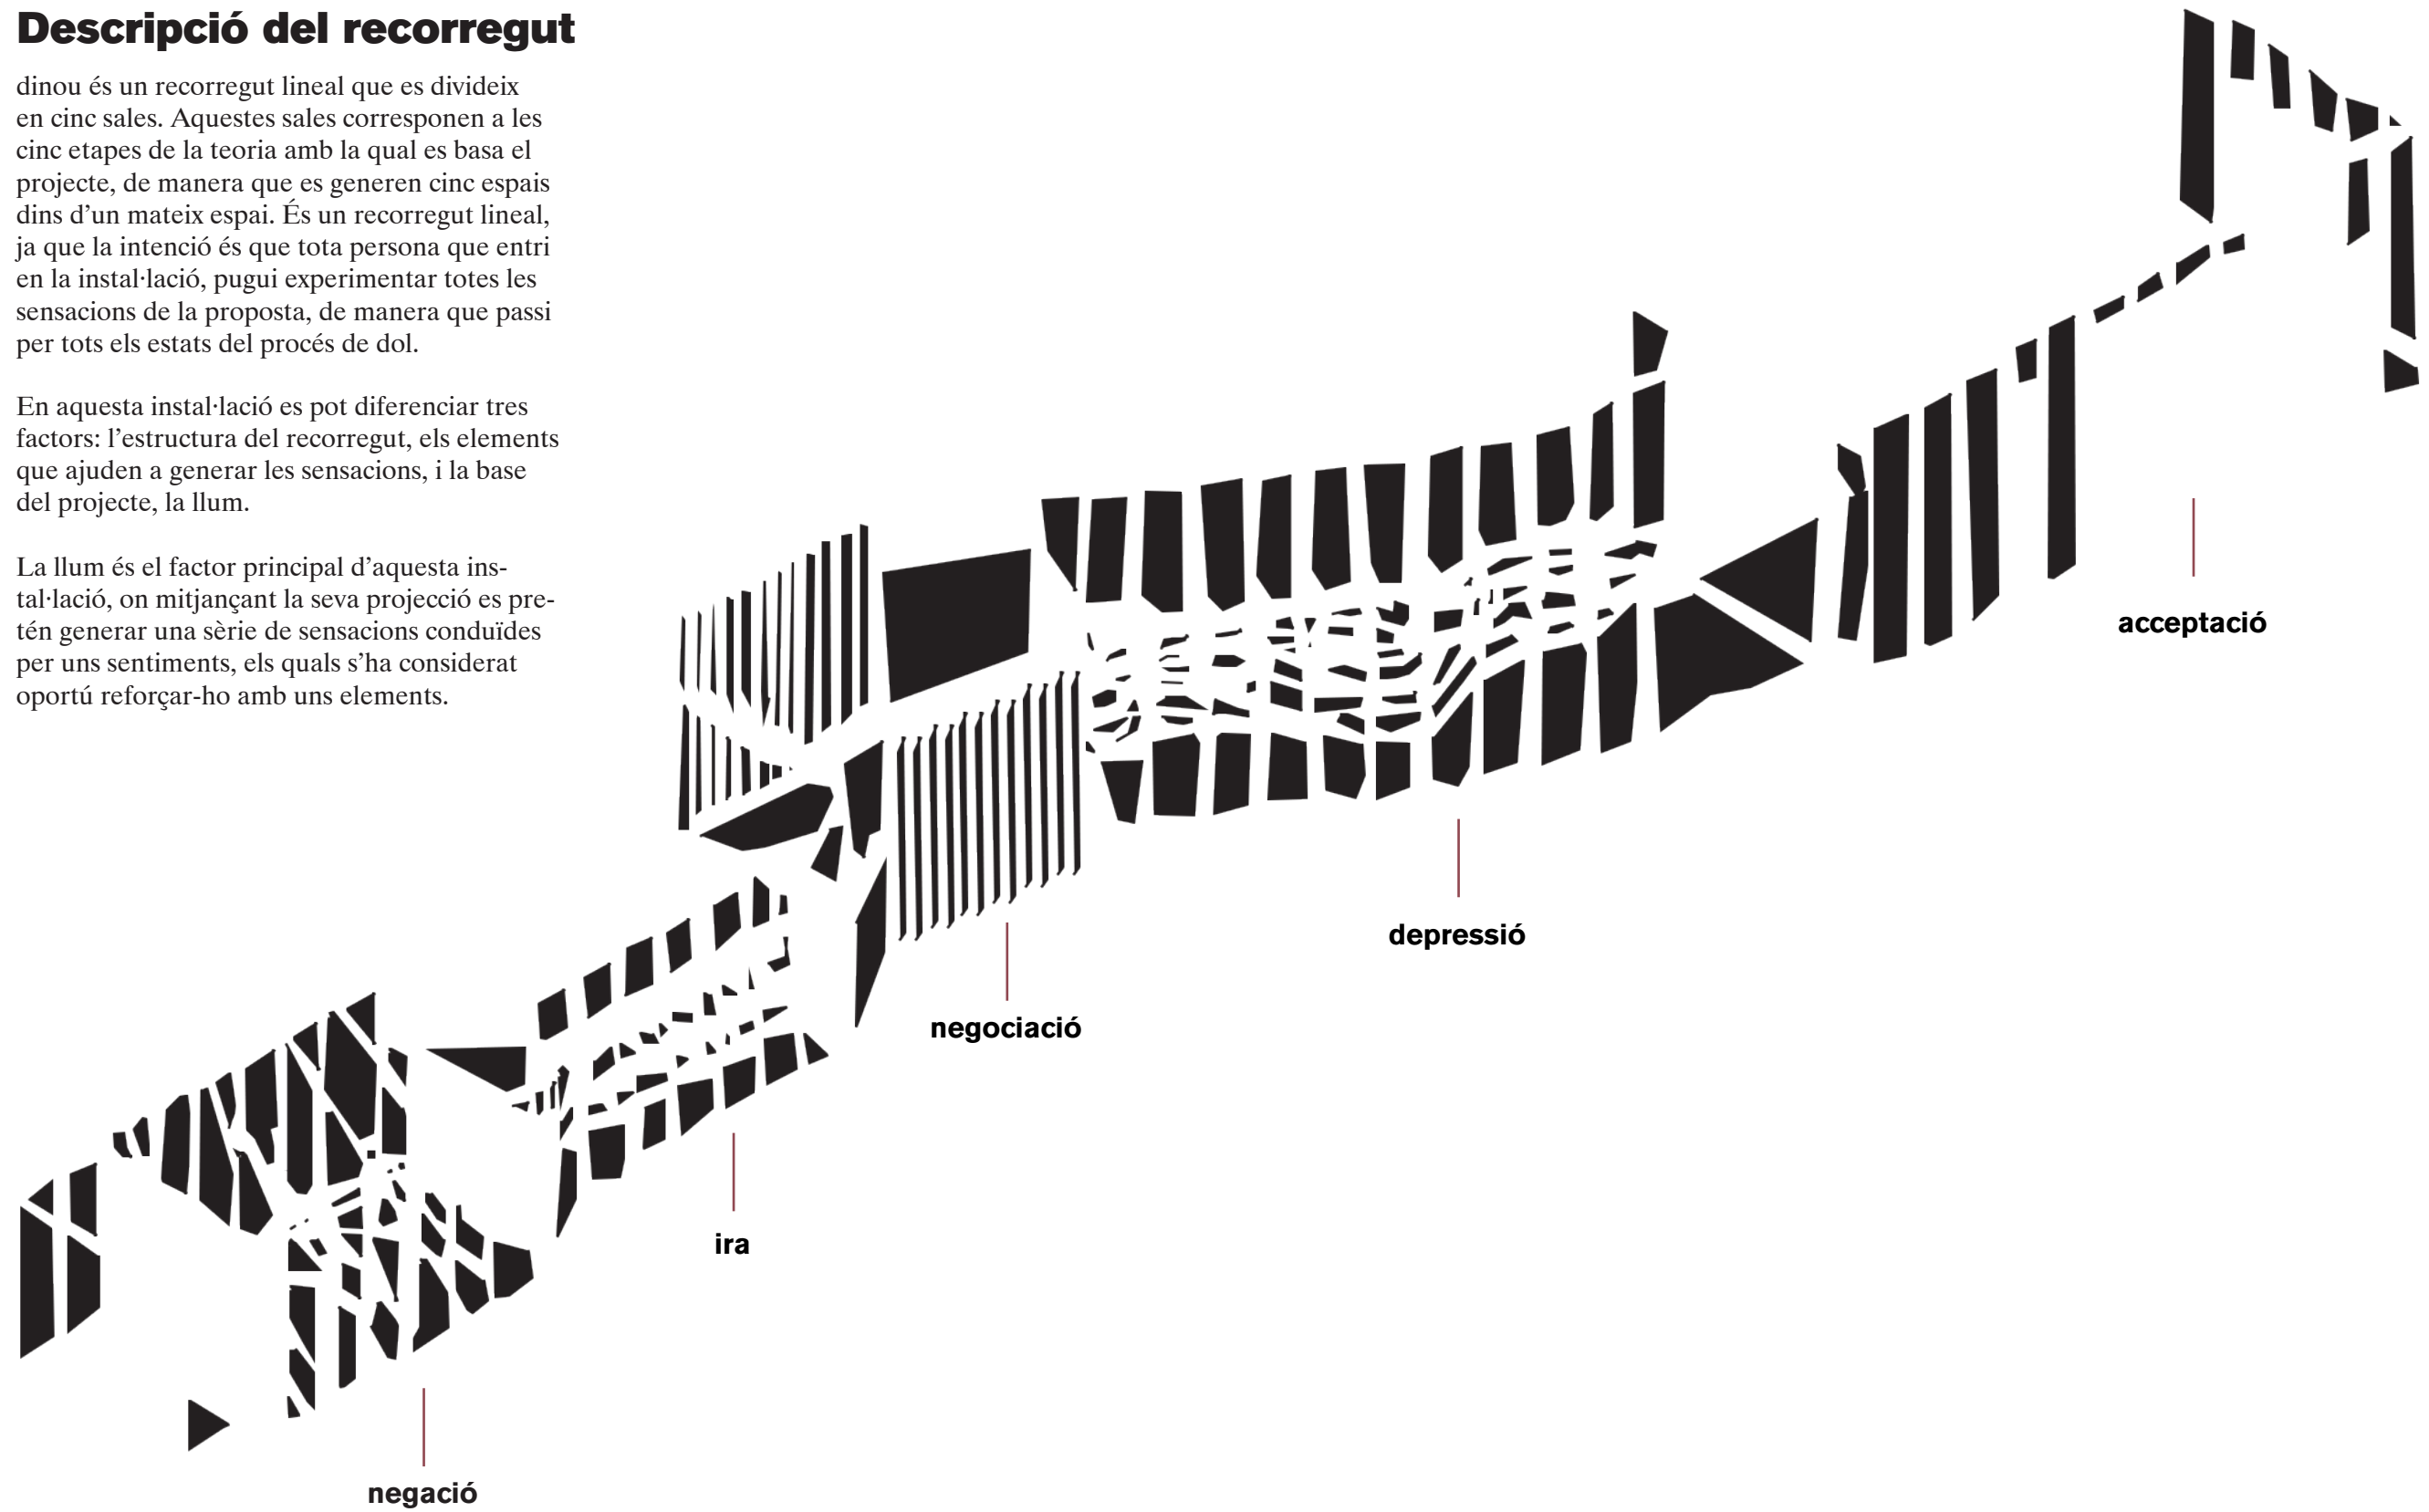 Descripció del recorregut
dinou és un recorregut lineal que es divideix
en cinc sales. Aquestes sales corresponen a les
cinc etapes de la teoria amb la qual es basa el
projecte, de manera que es generen cinc espais
dins d’un mateix espai. És un recorregut lineal,
ja que la intenció és que tota persona que entri
en la instal·lació, pugui experimentar totes les
sensacions de la proposta, de manera que passi
per tots els estats del procés de dol.
En aquesta instal·lació es pot diferenciar tres
factors: l’estructura del recorregut, els elements
que ajuden a generar les sensacions, i la base
del projecte, la llum.
La llum és el factor principal d’aquesta ins-
tal·lació, on mitjançant la seva projecció es pre-
tén generar una sèrie de sensacions conduïdes
per uns sentiments, els quals s’ha considerat
oportú reforçar-ho amb uns elements.
acceptació
depressió
negociació
ira
negació